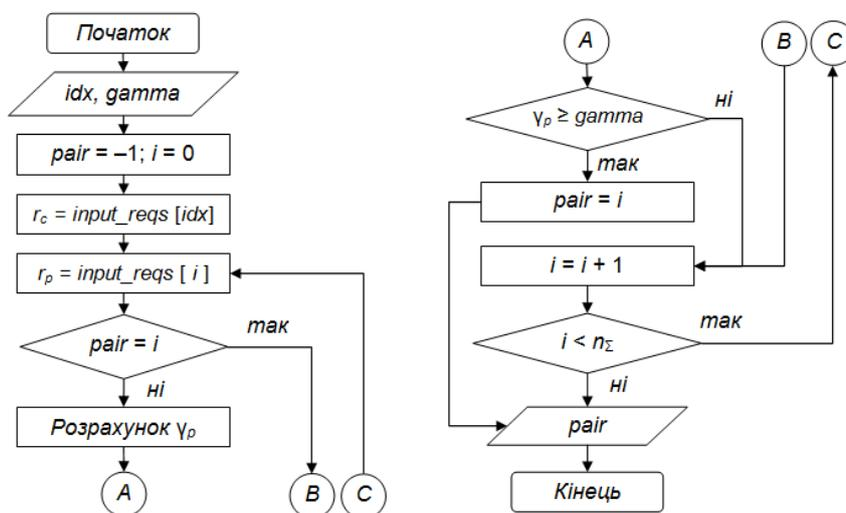 Початок
idx, gamma
pair = –1; i = 0
r_c = input_reqs [idx]
r_p = input_reqs [ i ]
pair = i
так
ні
Розрахунок γ_p
A
B
C
A
B
C
γ_p ≥ gamma
ні
так
pair = i
i = i + 1
i < n_Σ
так
ні
pair
Кінець